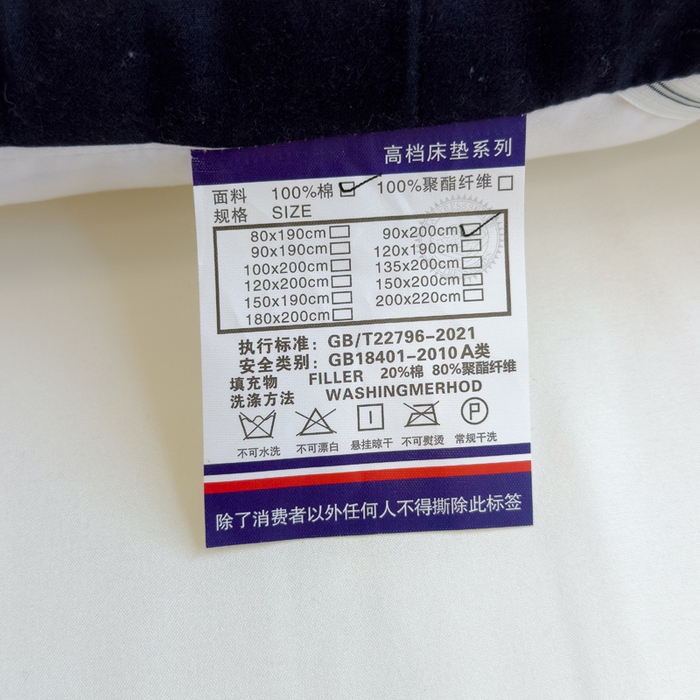 高档床垫系列
面料 100%棉 100%聚酯纤维
规格 SIZE
80x190cm 90x200cm
90x190cm 120x190cm
100x200cm 135x200cm
120x200cm 150x200cm
150x190cm 200x220cm
180x200cm
执行标准：GB/T22796-2021
安全类别：GB18401-2010 A类
填充物 FILLER 20%棉 80%聚酯纤维
洗涤方法 WASHINGMERHOD
P
不可水洗 不可漂白 悬挂晾干 不可熨烫 常规干洗
除了消费者以外任何人不得撕除此标签